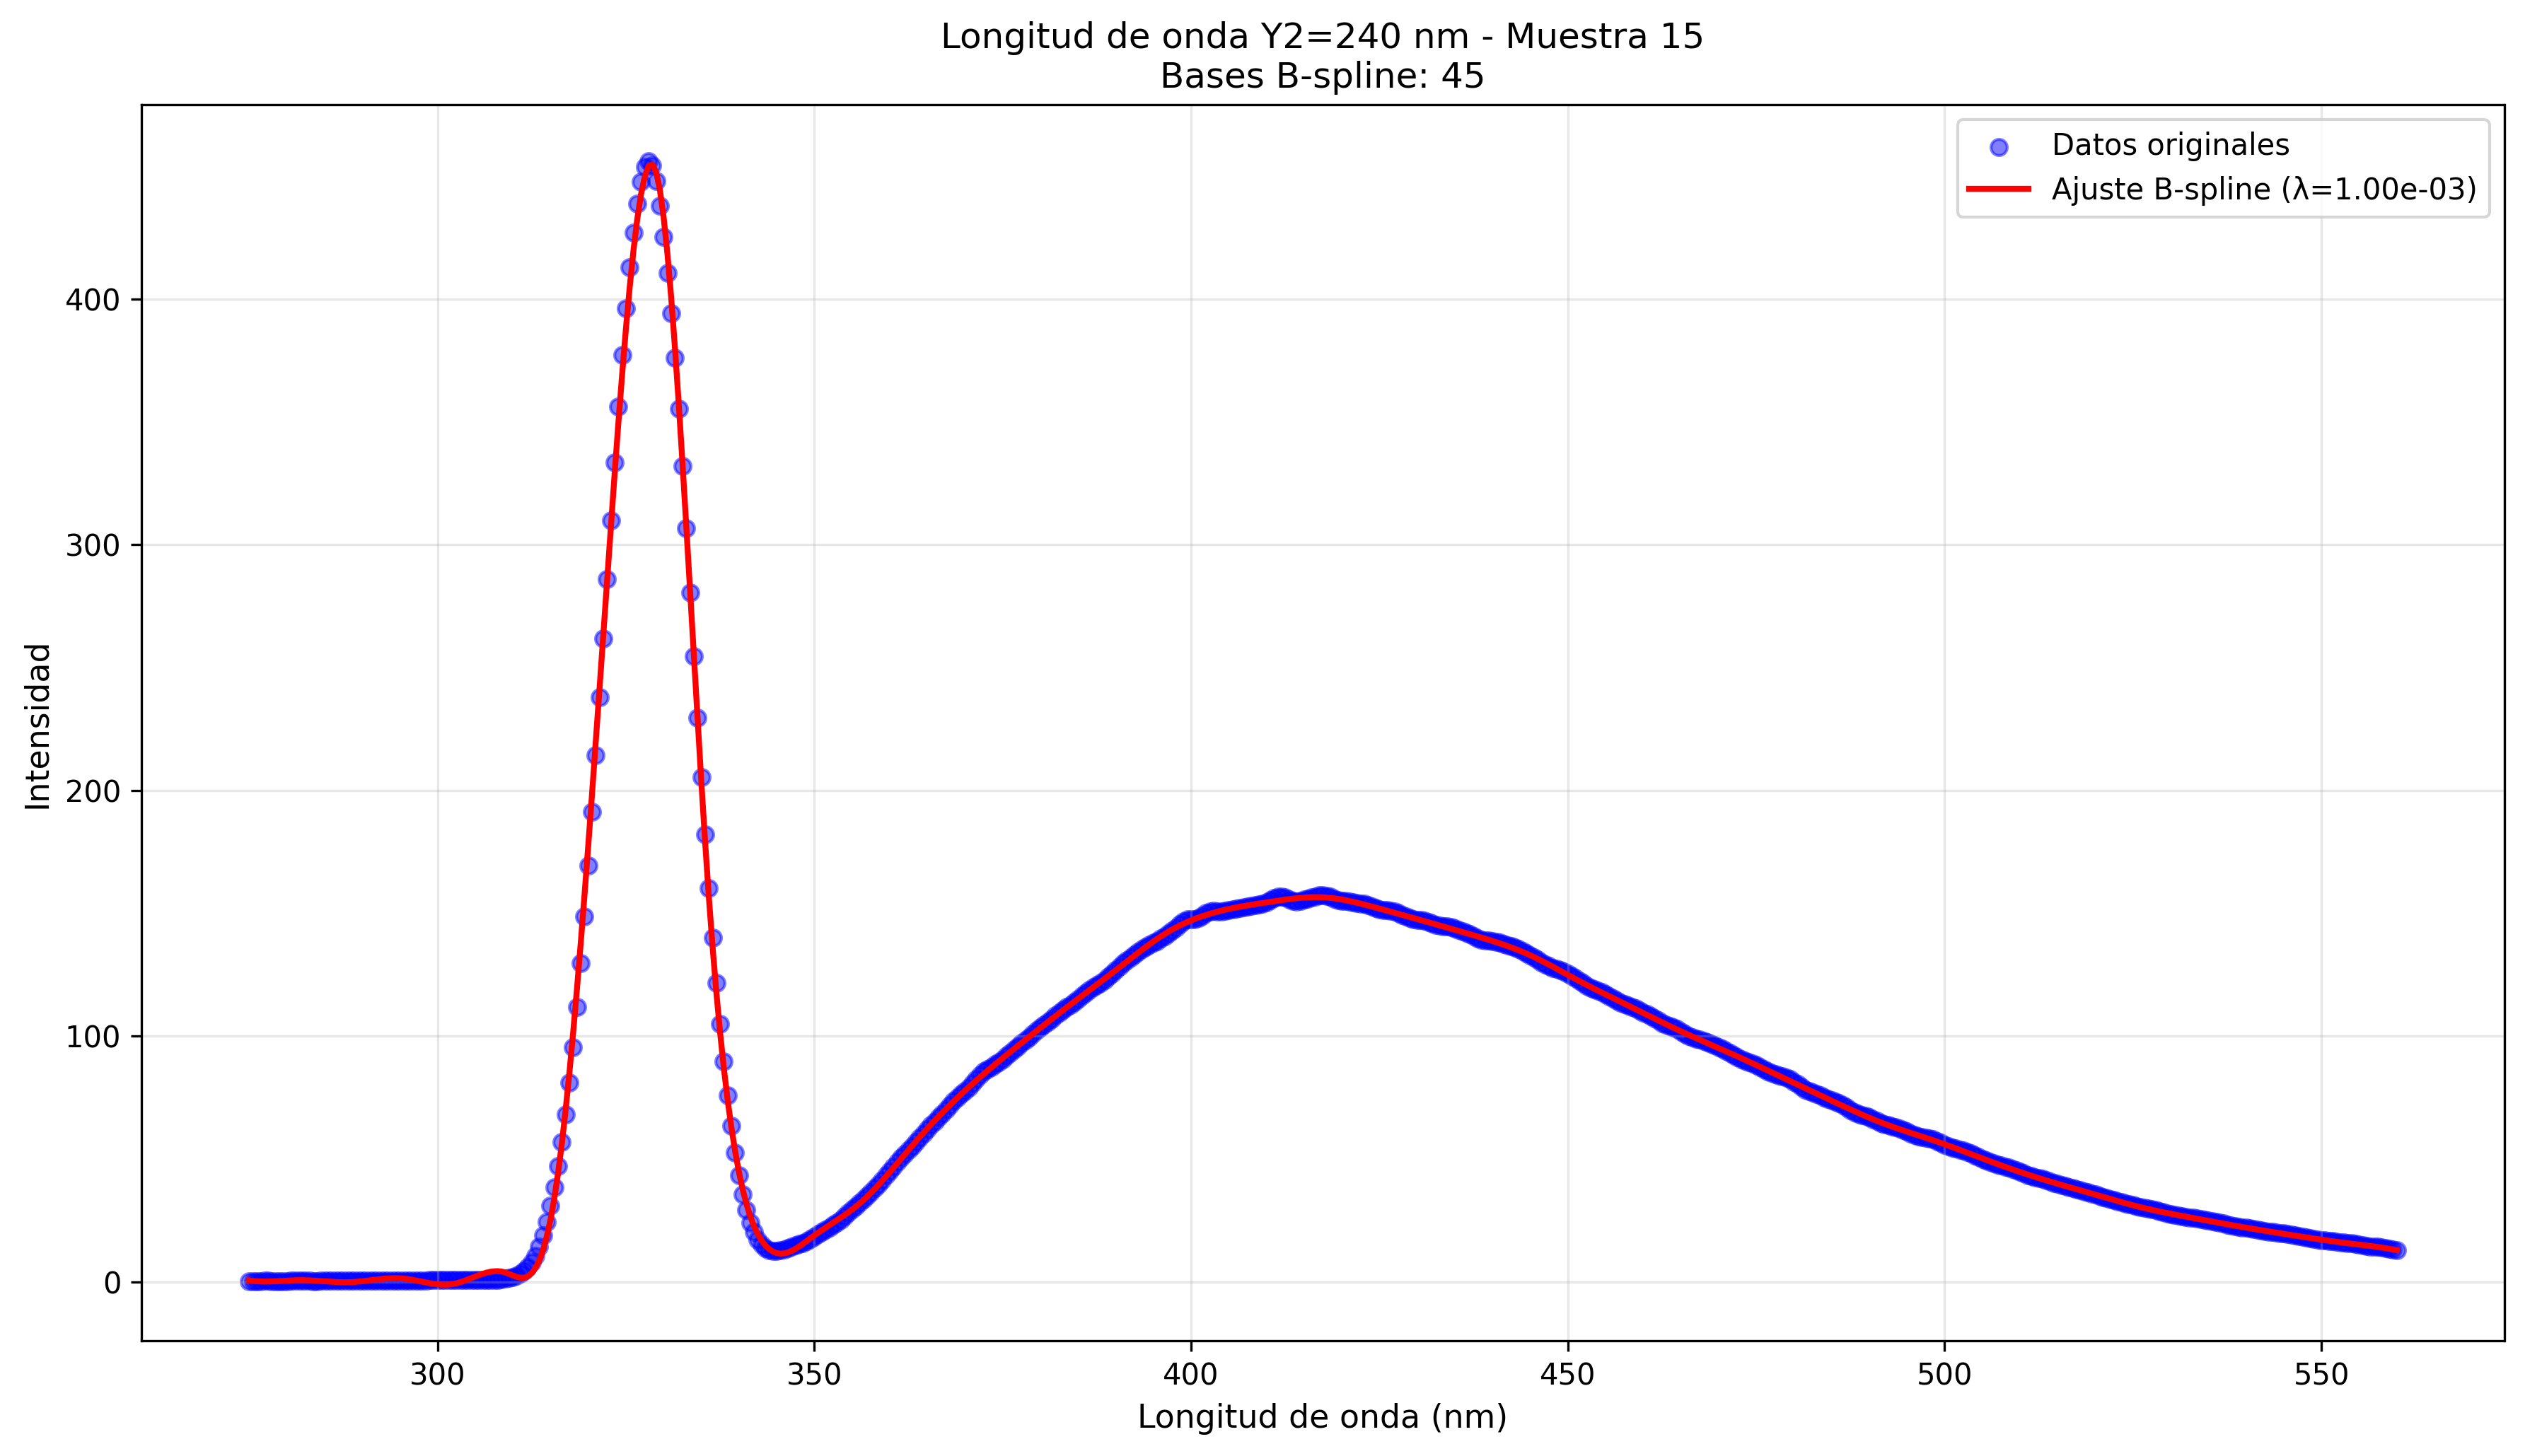 Longitud de onda Y2=240 nm - Muestra 15
Bases B-spline: 45
Datos originales
Ajuste B-spline (λ=1.00e-03)
Intensidad
400
300
200
100
0
300
350
400
450
500
550
Longitud de onda (nm)